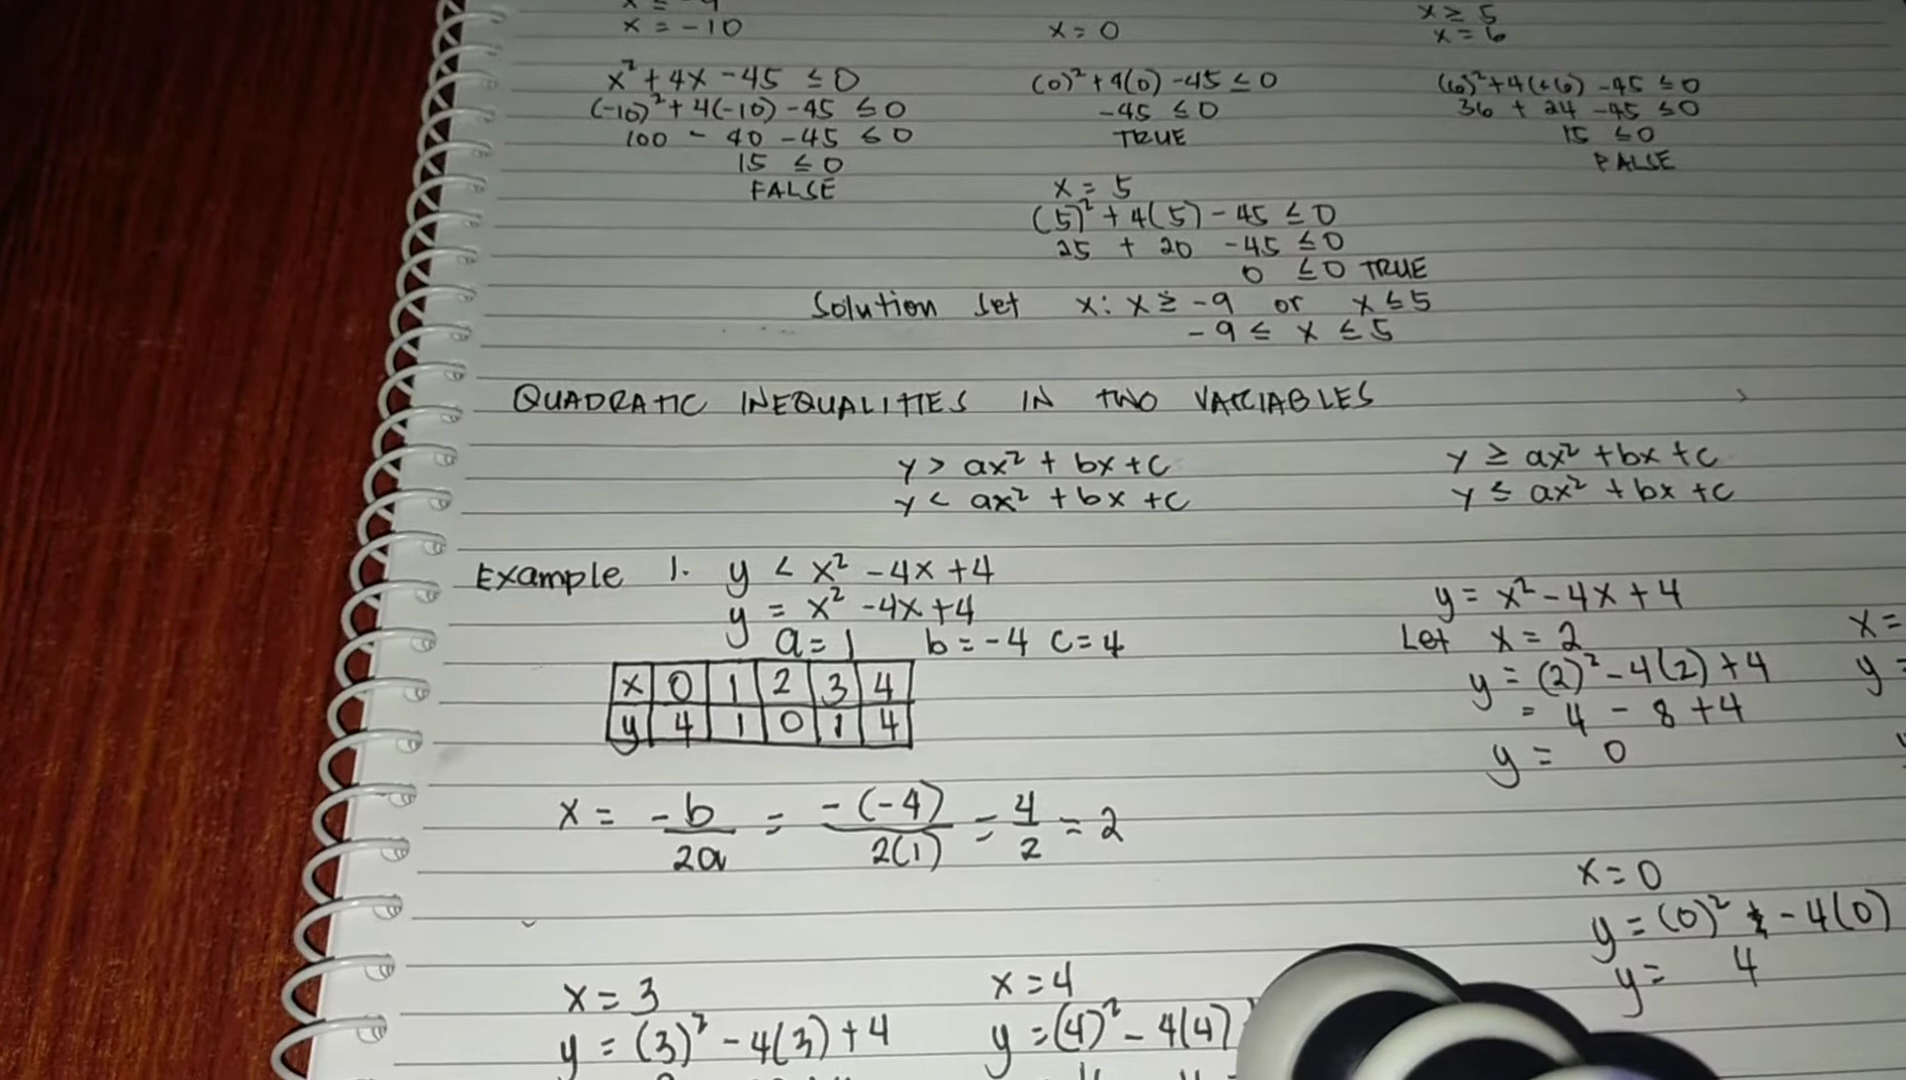 x = -10
x = 0
x ≥ 5
x = 6
x² + 4x - 45 ≤ 0
(-10)² + 4(-10) - 45 ≤ 0
100 - 40 - 45 ≤ 0
15 ≤ 0
FALSE
(0)² + 4(0) - 45 ≤ 0
-45 ≤ 0
TRUE
(6)² + 4(+6) - 45 ≤ 0
36 + 24 - 45 ≤ 0
15 ≤ 0
FALSE
x = 5
(5)² + 4(5) - 45 ≤ 0
25 + 20 - 45 ≤ 0
0 ≤ 0 TRUE
Solution set x: x ≥ -9 or x ≤ 5
-9 ≤ x ≤ 5
QUADRATIC INEQUALITIES IN TWO VARIABLES
y > ax² + bx + c
y < ax² + bx + c
y ≥ ax² + bx + c
y ≤ ax² + bx + c
Example 1. y < x² - 4x + 4
y = x² - 4x + 4
a = 1 b = -4 c = 4
x 0 1 2 3 4
y 4 1 0 1 4
x = -b/2a = -(-4)/2(1) = 4/2 = 2
y = x² - 4x + 4
Let x = 2
y = (2)² - 4(2) + 4
= 4 - 8 + 4
y = 0
x =
y =
x = 0
y = (0)² - 4(0)
y = 4
x = 3
y = (3)² - 4(3) + 4
x = 4
y = (4)² - 4(4)